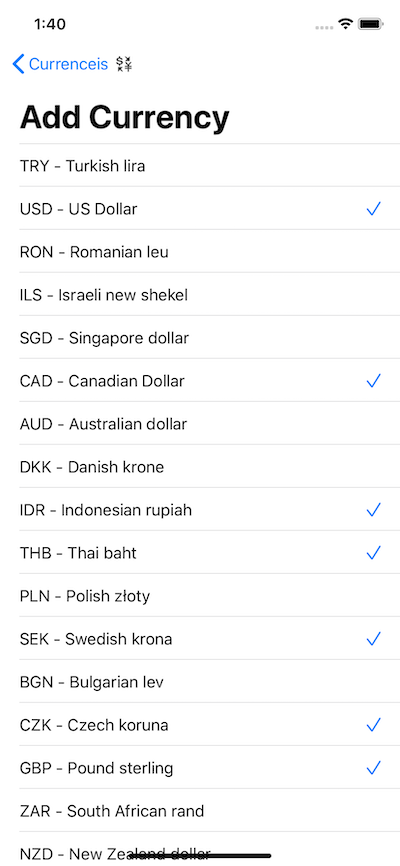 1:40
Currenceis 💱
Add Currency
TRY - Turkish lira
USD - US Dollar
RON - Romanian leu
ILS - Israeli new shekel
SGD - Singapore dollar
CAD - Canadian Dollar
AUD - Australian dollar
DKK - Danish krone
IDR - Indonesian rupiah
THB - Thai baht
PLN - Polish złoty
SEK - Swedish krona
BGN - Bulgarian lev
CZK - Czech koruna
GBP - Pound sterling
ZAR - South African rand
NZD - New Zealand dollar